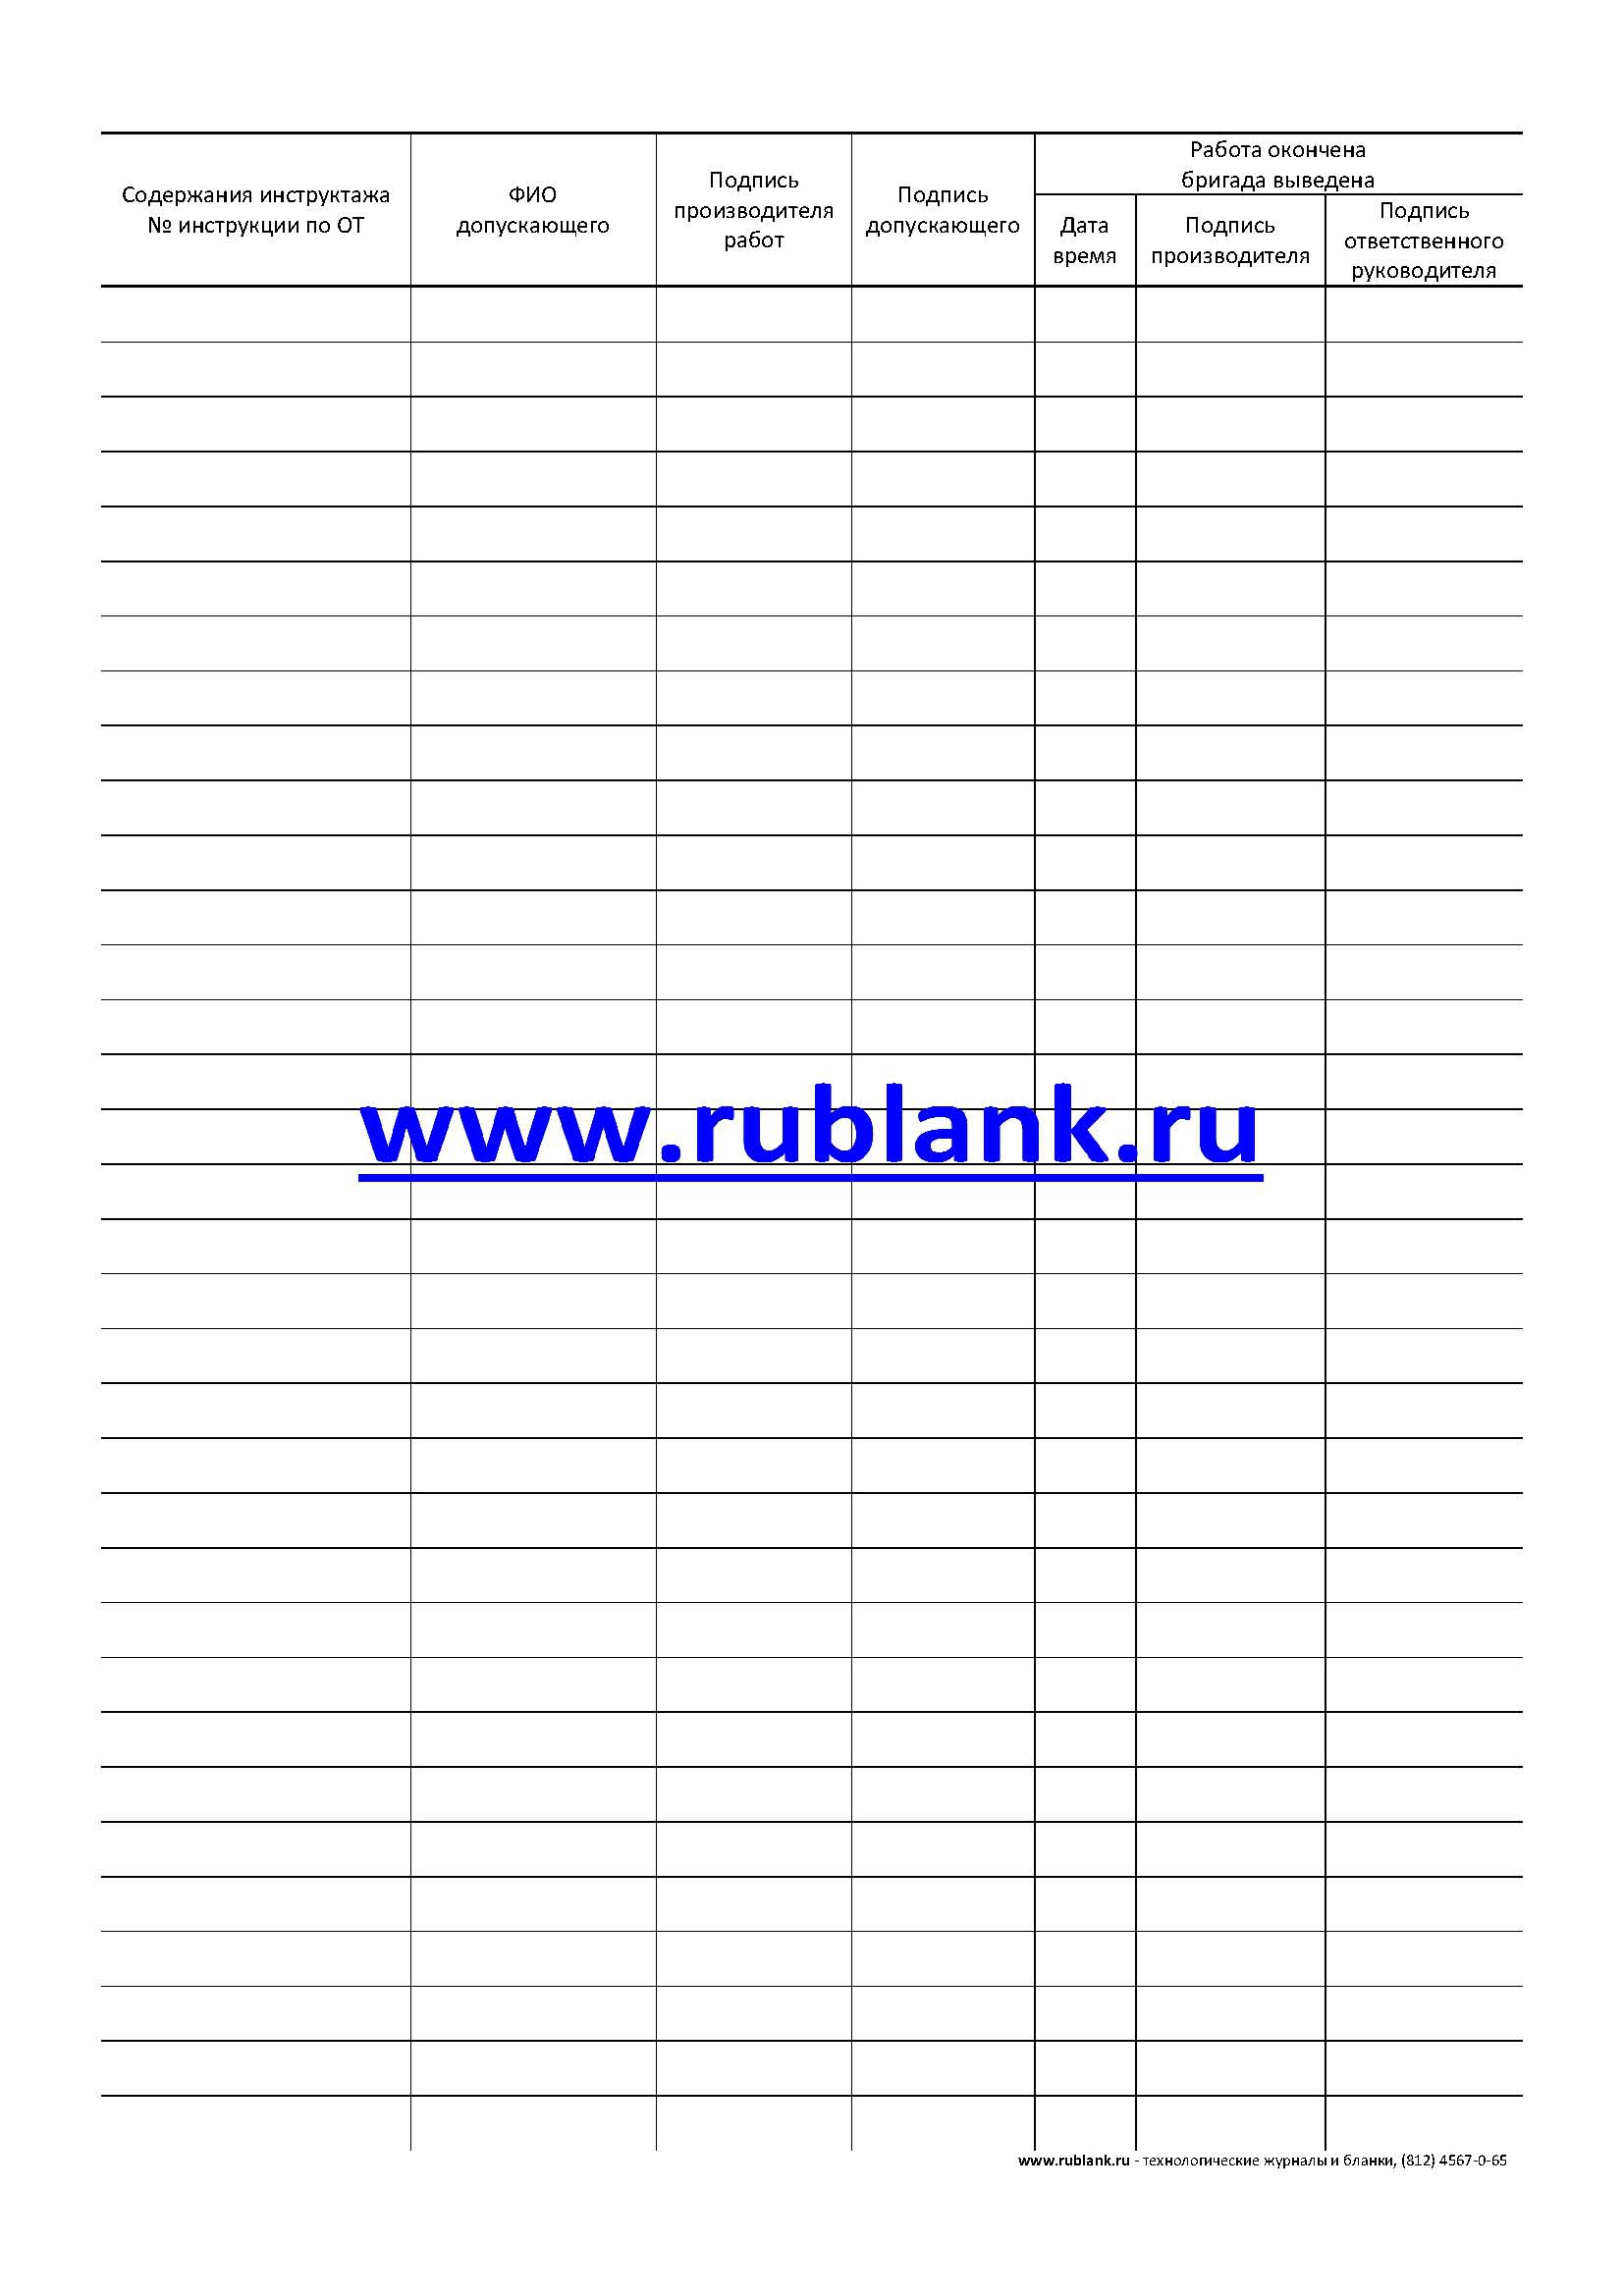 Содержания инструктажа
№ инструкции по ОТ
ФИО
допускающего
Подпись
производителя
работ
Подпись
допускающего
Работа окончена
бригада выведена
Дата
время
Подпись
производителя
Подпись
ответственного
руководителя
www.rublank.ru
www.rublank.ru - технологические журналы и бланки, (812) 4567-0-65